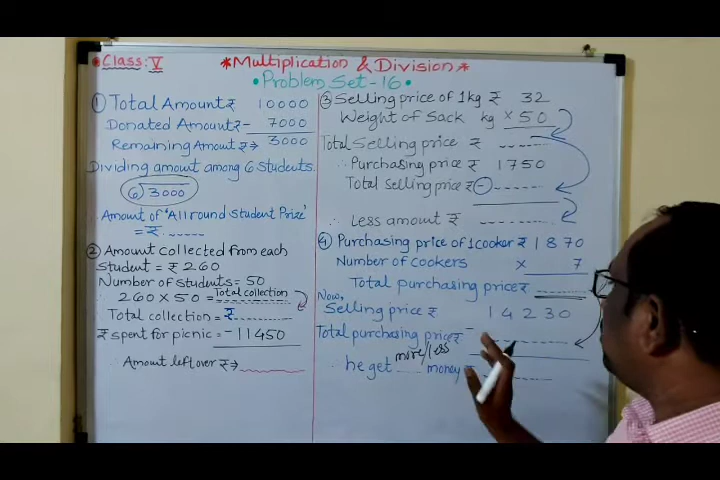 *Class: V *Multiplication & Division*
• Problem Set-16 •
① Total Amount ₹ 10000
Donated Amount ₹ - 7000
Remaining Amount ₹→ 3000
Dividing amount among 6 Students.
6)3000
∴ Amount of 'All round Student Prize'
= ₹ ------
② Amount collected from each
student = ₹ 260
Number of students = 50
∴ 260 × 50 = Total collection
Total collection = ₹ --------
₹ spent for picnic = - 11450
∴ Amount left over ₹→ --------
③ Selling price of 1kg ₹ 32
Weight of Sack kg × 50
Total Selling price ₹ ------
∴ Purchasing price ₹ 1750
Total Selling price ₹ - ------
∴ Less amount ₹ --------
④ Purchasing price of 1 cooker ₹ 1870
Number of cookers × 7
Total purchasing price ₹ ------
Now,
Selling price ₹ 14230
Total purchasing price ₹ - --------
more/less
∴ he get ---- money ₹ --------